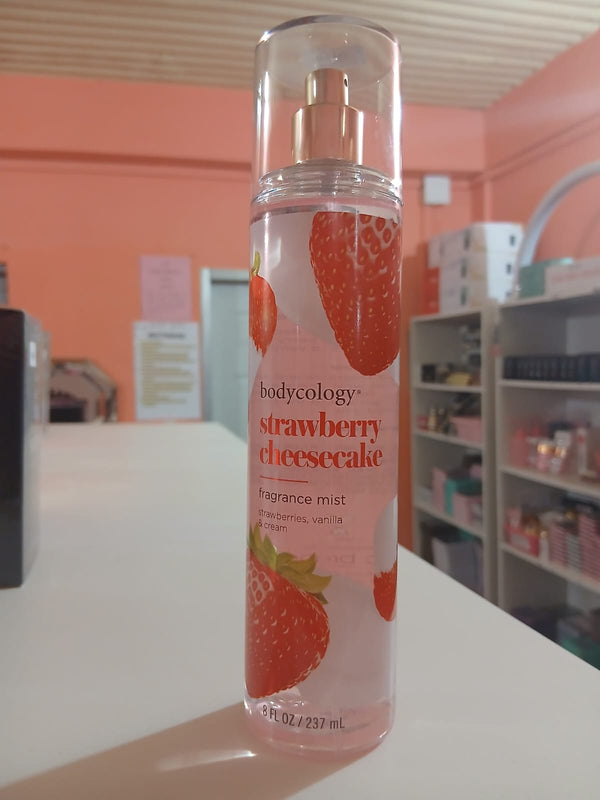 bodycology®
strawberry
cheesecake
fragrance mist
strawberries, vanilla
& cream
8 FL OZ / 237 mL